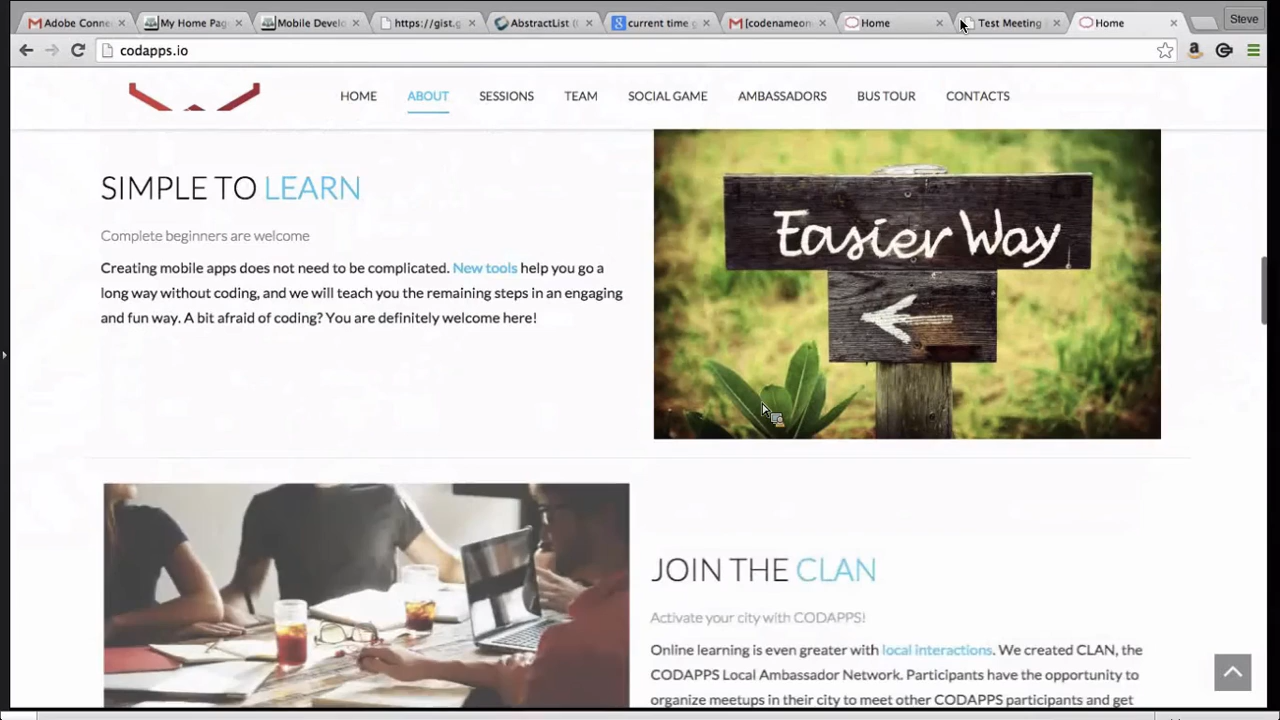 Adobe Conne
My Home Pag
Mobile Develo
https://gist.g
AbstractList (
current time g
[codenameon
Home
Test Meeting
Home
Steve
codapps.io
HOME
ABOUT
SESSIONS
TEAM
SOCIAL GAME
AMBASSADORS
BUS TOUR
CONTACTS
SIMPLE TO LEARN
Complete beginners are welcome
Creating mobile apps does not need to be complicated. New tools help you go a
long way without coding, and we will teach you the remaining steps in an engaging
and fun way. A bit afraid of coding? You are definitely welcome here!
Easier Way
JOIN THE CLAN
Activate your city with CODAPPS!
Online learning is even greater with local interactions. We created CLAN, the
CODAPPS Local Ambassador Network. Participants have the opportunity to
organize meetups in their city to meet other CODAPPS participants and get